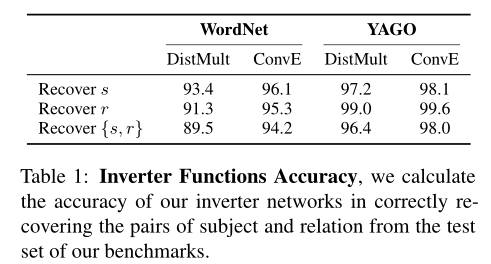 WordNet YAGO
DistMult ConvE DistMult ConvE
Recover s 93.4 96.1 97.2 98.1
Recover r 91.3 95.3 99.0 99.6
Recover {s, r} 89.5 94.2 96.4 98.0
Table 1: Inverter Functions Accuracy, we calculate
the accuracy of our inverter networks in correctly re-
covering the pairs of subject and relation from the test
set of our benchmarks.